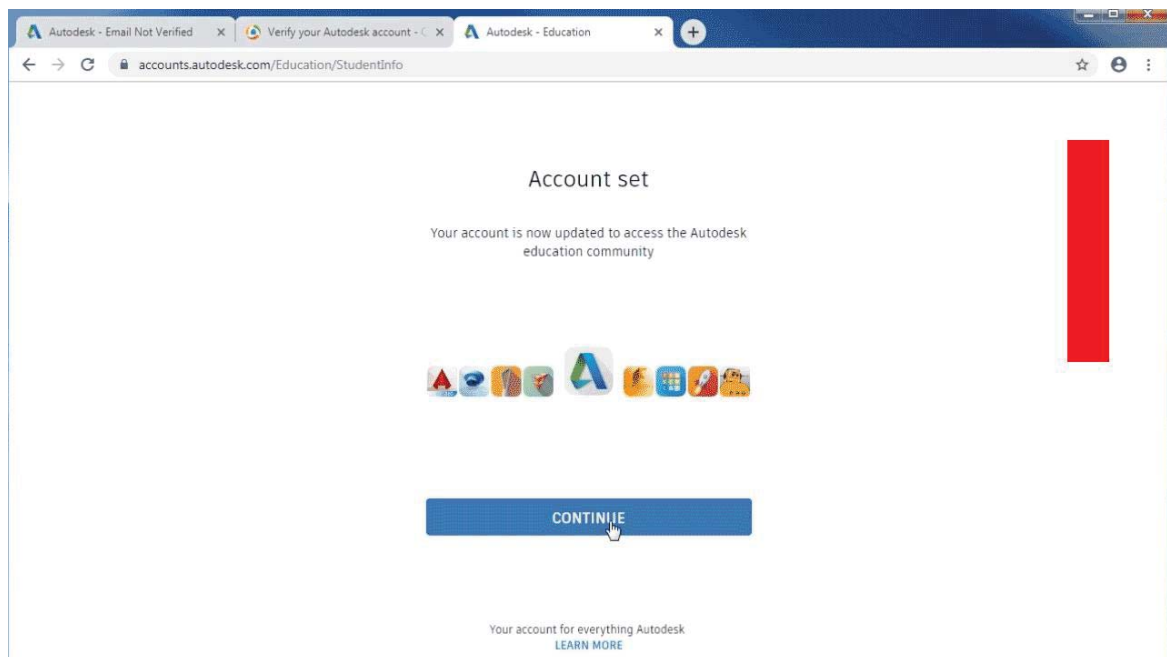 Autodesk - Email Not Verified
Verify your Autodesk account -
Autodesk - Education
accounts.autodesk.com/Education/StudentInfo
Account set
Your account is now updated to access the Autodesk
education community
CONTINUE
Your account for everything Autodesk
LEARN MORE